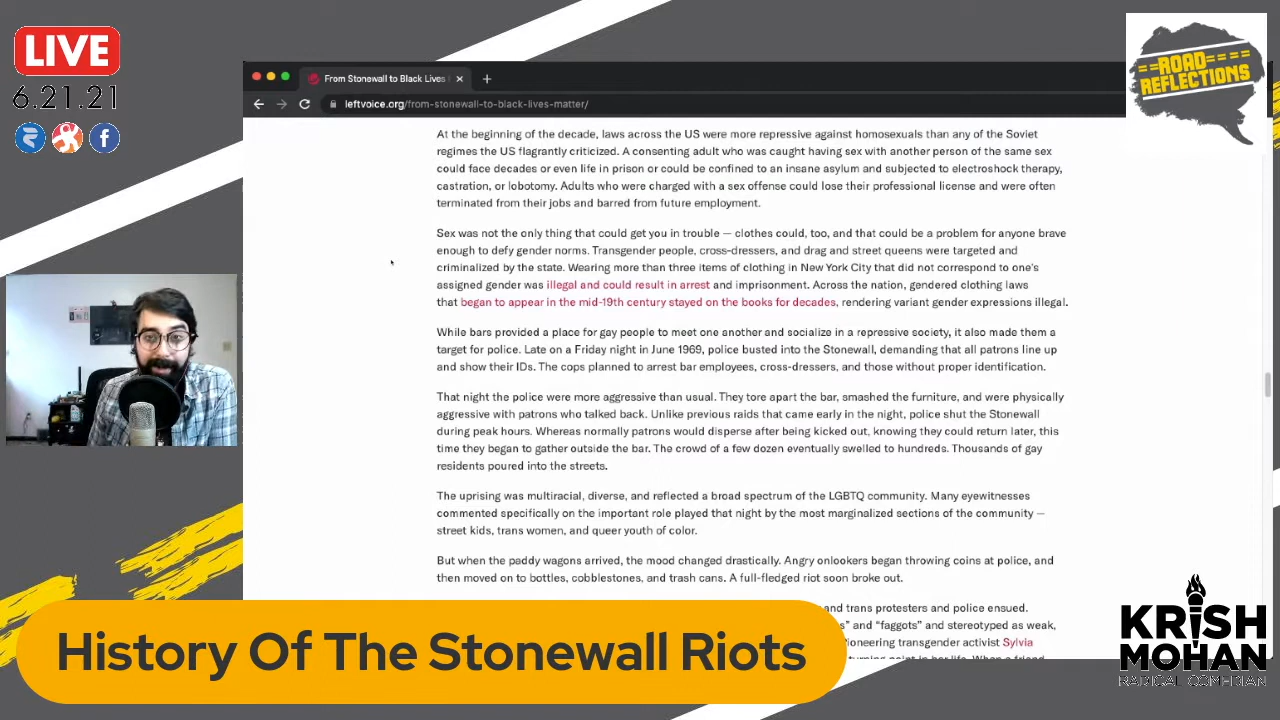 LIVE
6.21.21
==ROAD====
REFLECTIONS
From Stonewall to Black Lives
leftvoice.org/from-stonewall-to-black-lives-matter/
At the beginning of the decade, laws across the US were more repressive against homosexuals than any of the Soviet
regimes the US flagrantly criticized. A consenting adult who was caught having sex with another person of the same sex
could face decades or even life in prison or could be confined to an insane asylum and subjected to electroshock therapy,
castration, or lobotomy. Adults who were charged with a sex offense could lose their professional license and were often
terminated from their jobs and barred from future employment.
Sex was not the only thing that could get you in trouble — clothes could, too, and that could be a problem for anyone brave
enough to defy gender norms. Transgender people, cross-dressers, and drag and street queens were targeted and
criminalized by the state. Wearing more than three items of clothing in New York City that did not correspond to one's
assigned gender was illegal and could result in arrest and imprisonment. Across the nation, gendered clothing laws
that began to appear in the mid-19th century stayed on the books for decades, rendering variant gender expressions illegal.
While bars provided a place for gay people to meet one another and socialize in a repressive society, it also made them a
target for police. Late on a Friday night in June 1969, police busted into the Stonewall, demanding that all patrons line up
and show their IDs. The cops planned to arrest bar employees, cross-dressers, and those without proper identification.
That night the police were more aggressive than usual. They tore apart the bar, smashed the furniture, and were physically
aggressive with patrons who talked back. Unlike previous raids that came early in the night, police shut the Stonewall
during peak hours. Whereas normally patrons would disperse after being kicked out, knowing they could return later, this
time they began to gather outside the bar. The crowd of a few dozen eventually swelled to hundreds. Thousands of gay
residents poured into the streets.
The uprising was multiracial, diverse, and reflected a broad spectrum of the LGBTQ community. Many eyewitnesses
commented specifically on the important role played that night by the most marginalized sections of the community —
street kids, trans women, and queer youth of color.
But when the paddy wagons arrived, the mood changed drastically. Angry onlookers began throwing coins at police, and
then moved on to bottles, cobblestones, and trash cans. A full-fledged riot soon broke out.
and trans protesters and police ensued.
s" and "faggots" and stereotyped as weak,
ioneering transgender activist Sylvia
turning point in her life. When a friend
History Of The Stonewall Riots
KRISH
MOHAN
RADICAL COMEDIAN